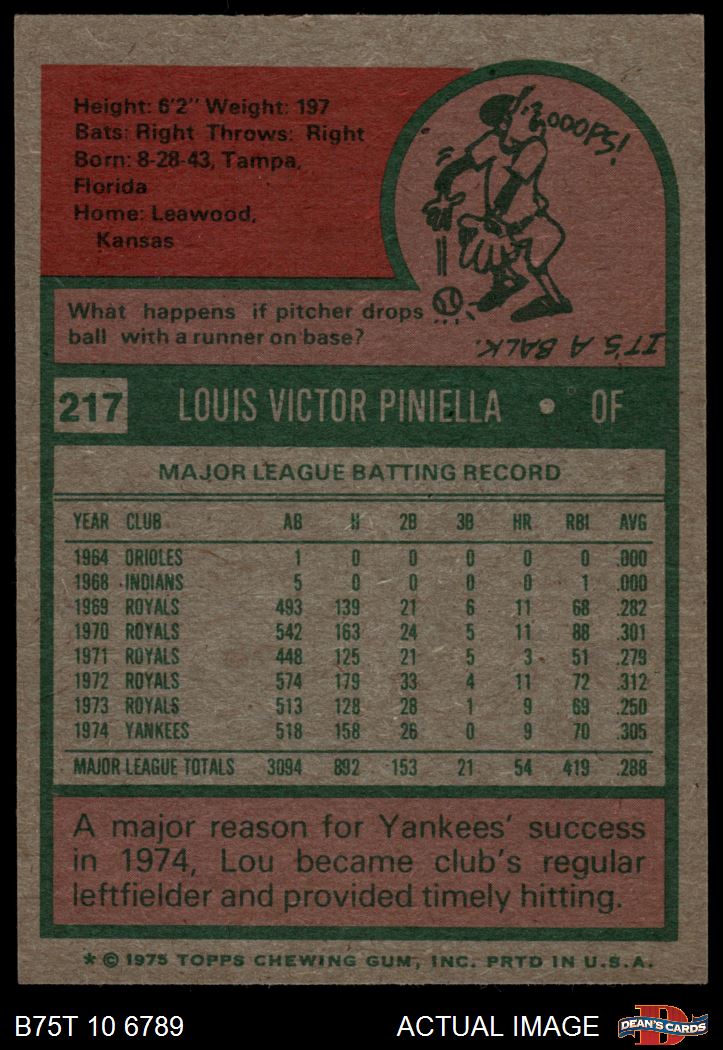 Height: 6'2" Weight: 197
Bats: Right Throws: Right
Born: 8-28-43, Tampa,
Florida
Home: Leawood,
Kansas
OOOPS!
What happens if pitcher drops
ball with a runner on base?
IT'S A BALK.
217 LOUIS VICTOR PINIELLA • OF
MAJOR LEAGUE BATTING RECORD
YEAR CLUB AB H 2B 3B HR RBI AVG
1964 ORIOLES 1 0 0 0 0 0 .000
1968 INDIANS 5 0 0 0 0 1 .000
1969 ROYALS 493 139 21 6 11 68 .282
1970 ROYALS 542 163 24 5 11 88 .301
1971 ROYALS 448 125 21 5 3 51 .279
1972 ROYALS 574 179 33 4 11 72 .312
1973 ROYALS 513 128 28 1 9 69 .250
1974 YANKEES 518 158 26 0 9 70 .305
MAJOR LEAGUE TOTALS 3094 892 153 21 54 419 .288
A major reason for Yankees' success
in 1974, Lou became club's regular
leftfielder and provided timely hitting.
* © 1975 TOPPS CHEWING GUM, INC. PRTD IN U.S.A.
B75T 10 6789 ACTUAL IMAGE
D
DEAN'S CARDS